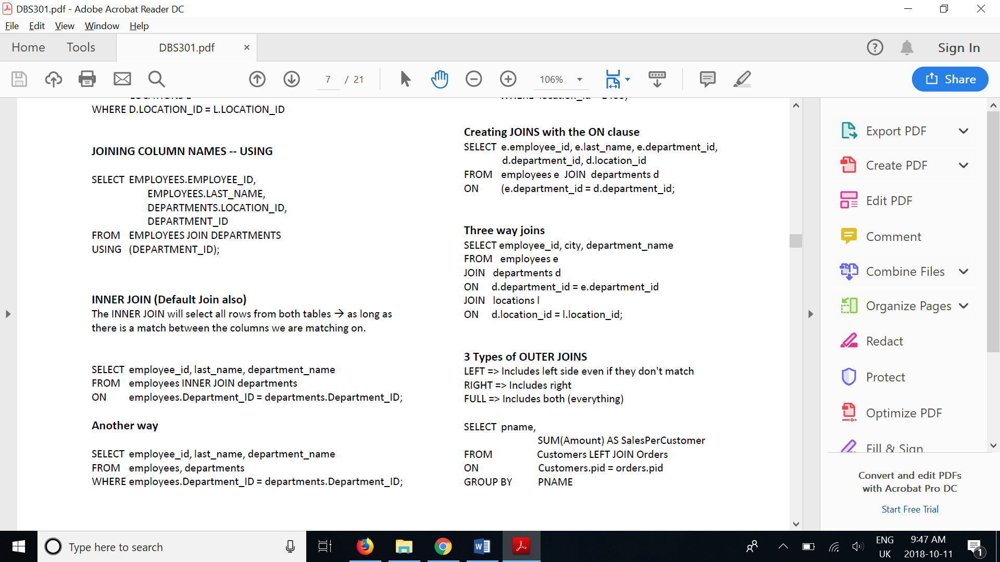 DBS301.pdf - Adobe Acrobat Reader DC
File Edit View Window Help
Home Tools DBS301.pdf × Sign In
7 / 21 106% Share
WHERE D.LOCATION_ID = L.LOCATION_ID
JOINING COLUMN NAMES -- USING
SELECT EMPLOYEES.EMPLOYEE_ID,
EMPLOYEES.LAST_NAME,
DEPARTMENTS.LOCATION_ID,
DEPARTMENT_ID
FROM EMPLOYEES JOIN DEPARTMENTS
USING (DEPARTMENT_ID);
INNER JOIN (Default Join also)
The INNER JOIN will select all rows from both tables → as long as
there is a match between the columns we are matching on.
SELECT employee_id, last_name, department_name
FROM employees INNER JOIN departments
ON employees.Department_ID = departments.Department_ID;
Another way
SELECT employee_id, last_name, department_name
FROM employees, departments
WHERE employees.Department_ID = departments.Department_ID;
Creating JOINS with the ON clause
SELECT e.employee_id, e.last_name, e.department_id,
d.department_id, d.location_id
FROM employees e JOIN departments d
ON (e.department_id = d.department_id;
Three way joins
SELECT employee_id, city, department_name
FROM employees e
JOIN departments d
ON d.department_id = e.department_id
JOIN locations l
ON d.location_id = l.location_id;
3 Types of OUTER JOINS
LEFT => Includes left side even if they don't match
RIGHT => Includes right
FULL => Includes both (everything)
SELECT pname,
SUM(Amount) AS SalesPerCustomer
FROM Customers LEFT JOIN Orders
ON Customers.pid = orders.pid
GROUP BY PNAME
Export PDF
Create PDF
Edit PDF
Comment
Combine Files
Organize Pages
Redact
Protect
Optimize PDF
Fill & Sign
Convert and edit PDFs
with Acrobat Pro DC
Start Free Trial
Type here to search
ENG
UK
9:47 AM
2018-10-11
1